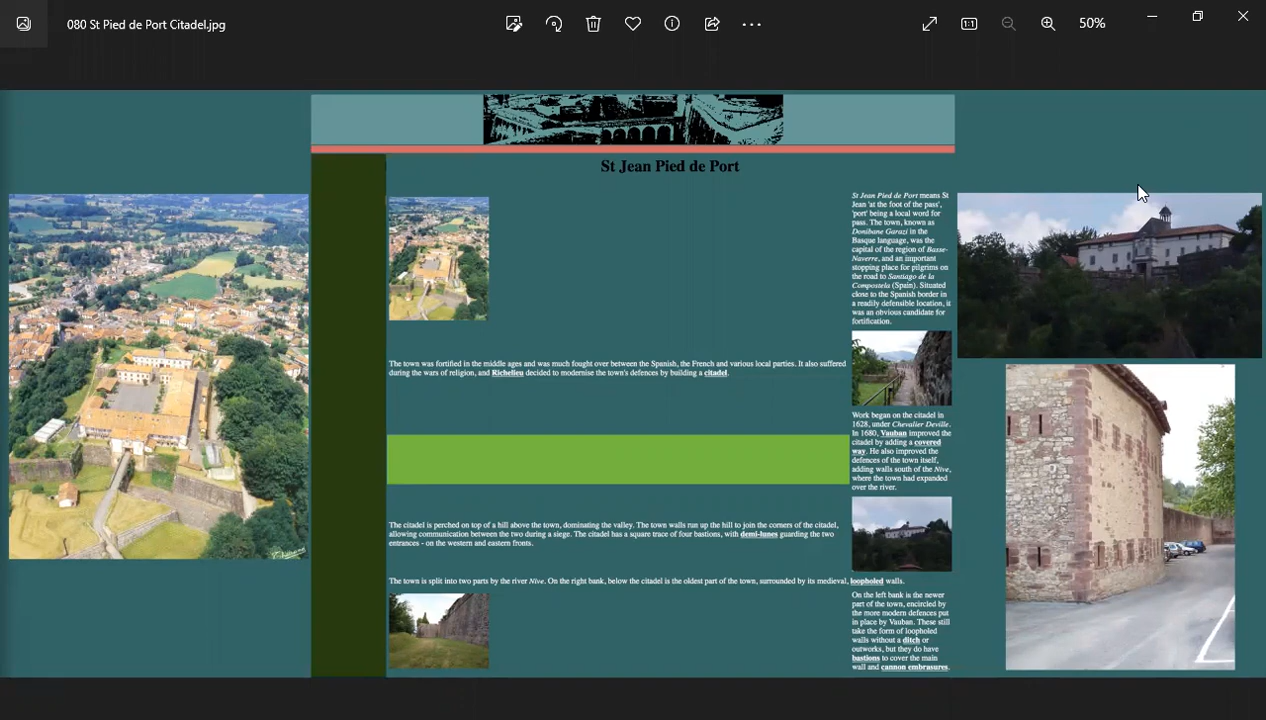 080 St Pied de Port Citadel.jpg
50%
St Jean Pied de Port
St Jean Pied de Port means St
Jean 'at the foot of the pass',
'port' being a local word for
pass. The town, known as
Donibane Garazi in the
Basque language, was the
capital of the region of Basse-
Naverre, and an important
stopping place for pilgrims on
the road to Santiago de la
Compostela (Spain). Situated
close to the Spanish border in
a readily defensible location, it
was an obvious candidate for
fortification.
The town was fortified in the middle ages and was much fought over between the Spanish, the French and various local parties. It also suffered
during the wars of religion, and Richelieu decided to modernise the town's defences by building a citadel.
Work began on the citadel in
1628, under Chevalier Deville.
In 1680, Vauban improved the
citadel by adding a covered
way. He also improved the
defences of the town itself,
adding walls south of the Nive,
where the town had expanded
over the river.
The citadel is perched on top of a hill above the town, dominating the valley. The town walls run up the hill to join the corners of the citadel,
allowing communication between the two during a siege. The citadel has a square trace of four bastions, with demi-lunes guarding the two
entrances - on the western and eastern fronts.
The town is split into two parts by the river Nive. On the right bank, below the citadel is the oldest part of the town, surrounded by its medieval, loopholed walls.
On the left bank is the newer
part of the town, encircled by
the more modern defences put
in place by Vauban. These still
take the form of loopholed
walls without a ditch or
outworks, but they do have
bastions to cover the main
wall and cannon embrasures.